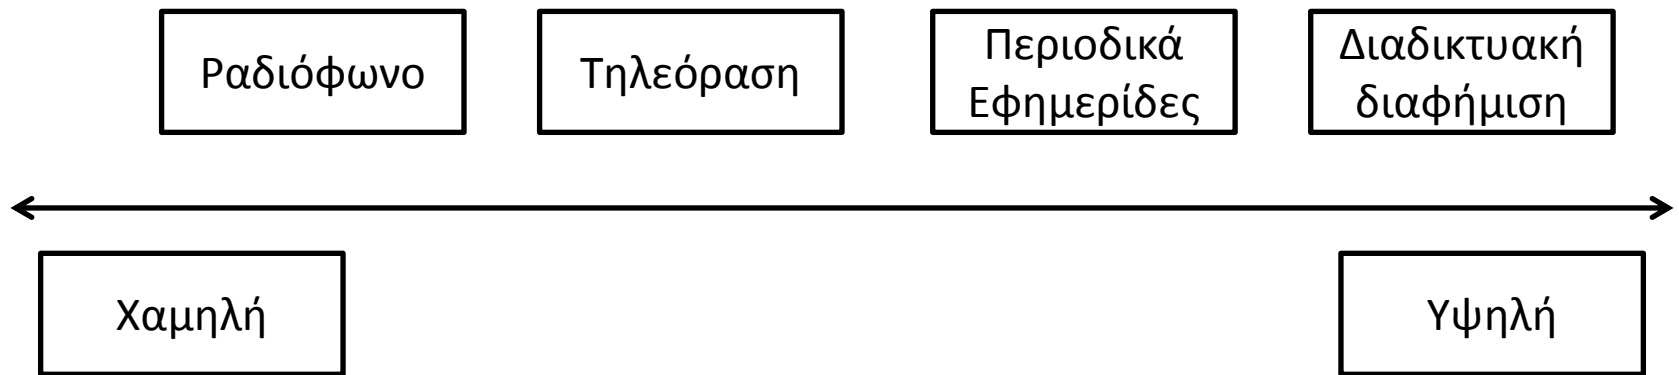 Ραδιόφωνο
Τηλεόραση
Περιοδικά
Εφημερίδες
Διαδικτυακή
διαφήμιση
Χαμηλή
Υψηλή